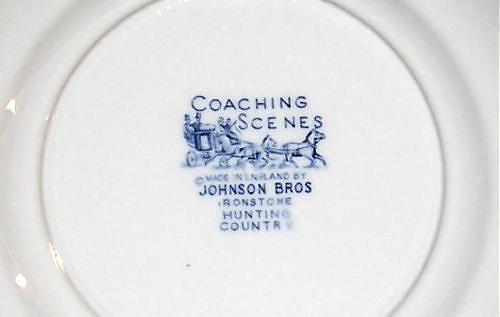 COACHING
SCENES
©MADE IN ENGLAND BY
JOHNSON BROS
IRONSTONE
HUNTING
COUNTRY